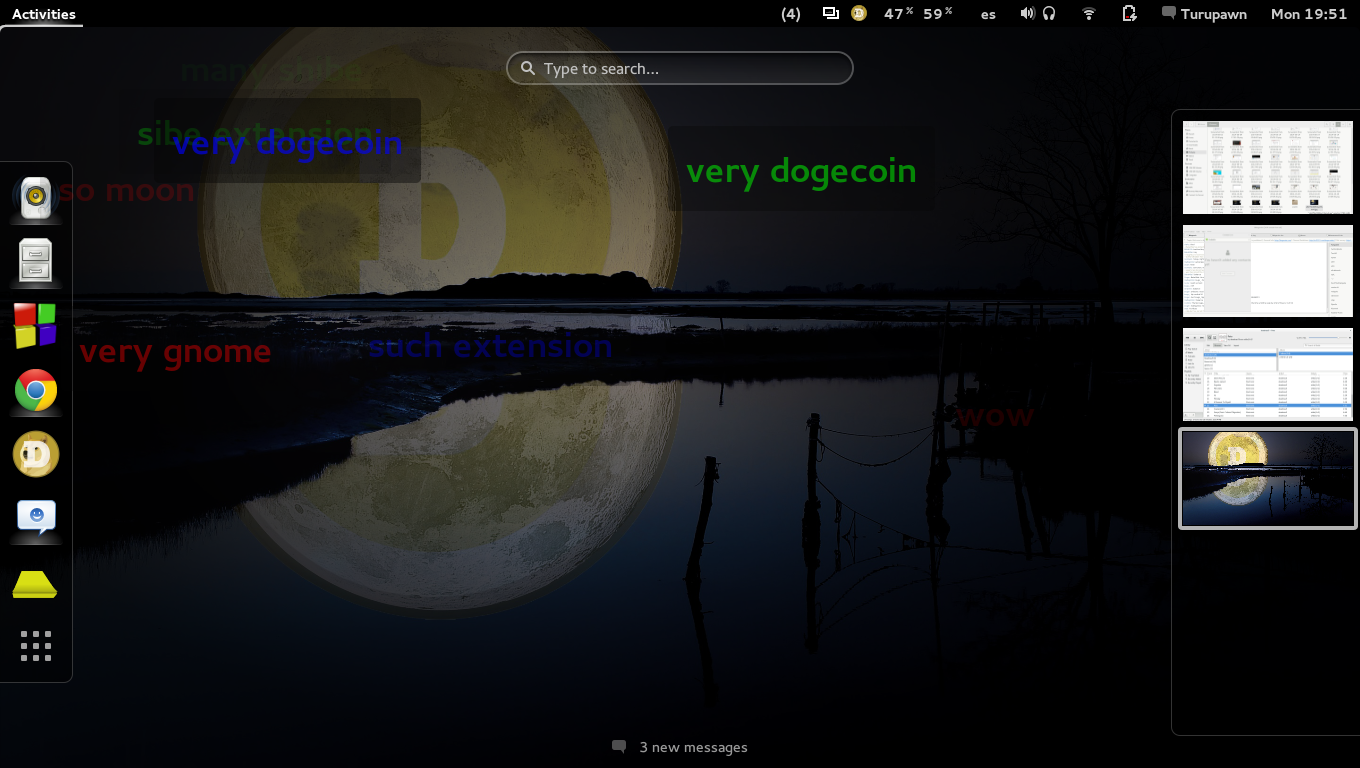 Activities
(4) 47% 59% es Turupawn Mon 19:51
Type to search...
many shibe
sibe extension
very dogecoin
very dogecoin
so moon
very gnome
such extension
wow
3 new messages